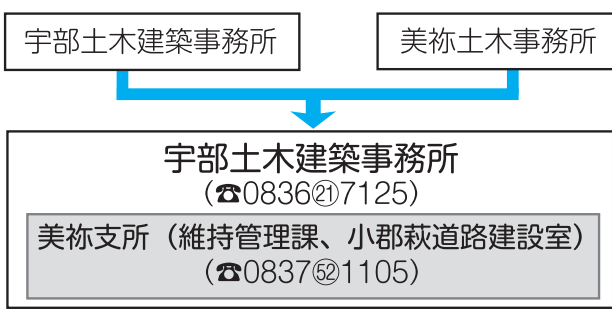 宇部土木建築事務所
美祢土木事務所
宇部土木建築事務所
(☎0836㉑7125)
美祢支所(維持管理課、小郡萩道路建設室)
(☎0837㊾1105)